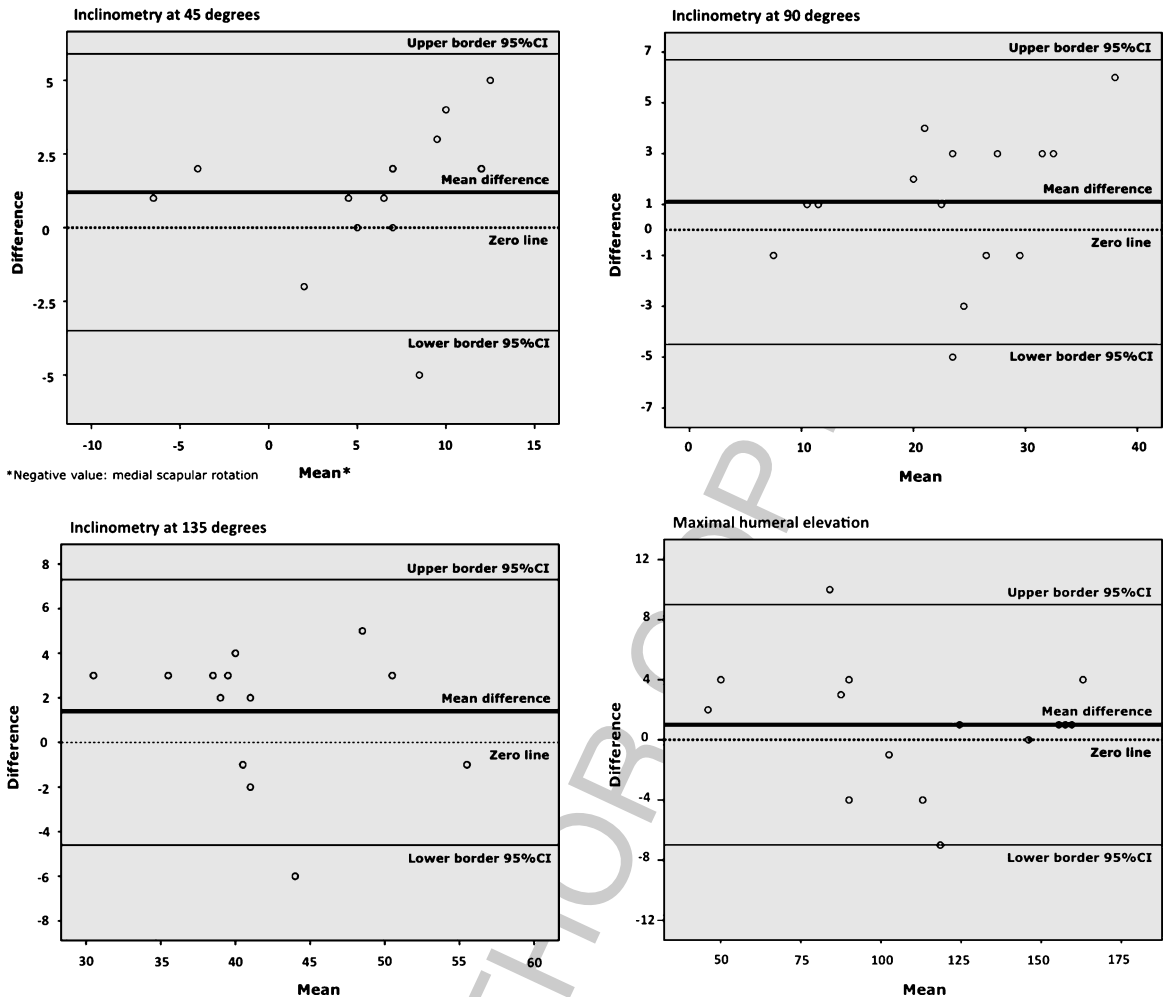 Inclinometry at 45 degrees
Upper border 95%CI
5
2.5
Mean difference
0
Zero line
-2.5
Lower border 95%CI
-5
Difference
-10 -5 0 5 10 15
*Negative value: medial scapular rotation
Mean*
Inclinometry at 90 degrees
7
Upper border 95%CI
5
3
Mean difference
1
0
Zero line
-1
-3
Lower border 95%CI
-5
-7
Difference
0 10 20 30 40
Mean
Inclinometry at 135 degrees
8
Upper border 95%CI
6
4
2
Mean difference
0
Zero line
-2
-4
Lower border 95%CI
-6
-8
Difference
30 35 40 45 50 55 60
Mean
Maximal humeral elevation
12
Upper border 95%CI
8
4
Mean difference
0
Zero line
-4
-8
Lower border 95%CI
-12
Difference
50 75 100 125 150 175
Mean
THOR COP